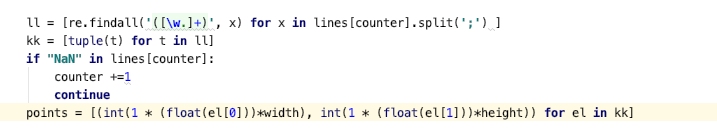 ll = [re.findall('([\w.]+)', x) for x in lines[counter].split(';') ]
kk = [tuple(t) for t in ll]
if "NaN" in lines[counter]:
    counter +=1
    continue
points = [(int(1 * (float(el[0]))*width), int(1 * (float(el[1]))*height)) for el in kk]